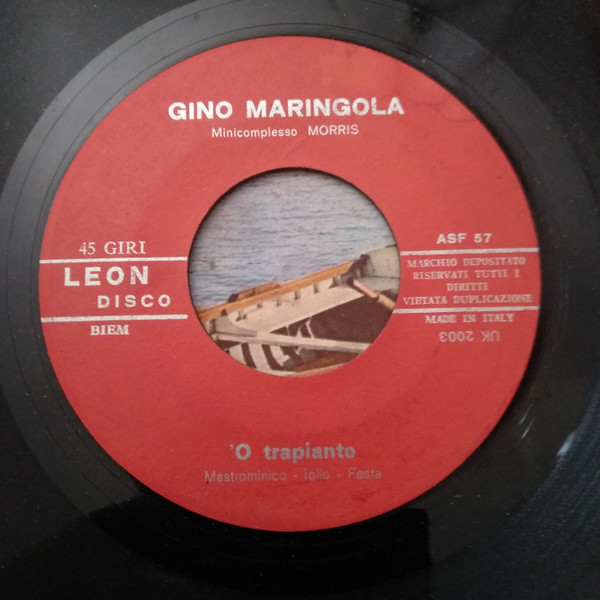 GINO MARINGOLA
Minicomplesso MORRIS
45 GIRI
LEON
DISCO
BIEM
ASF 57
MARCHIO DEPOSITATO
RISERVATI TUTTI I
DIRITTI
VIETATA DUPLICAZIONE
MADE IN ITALY
UK 2003
'O trapianto
Mastrominico - Iglio - Festa